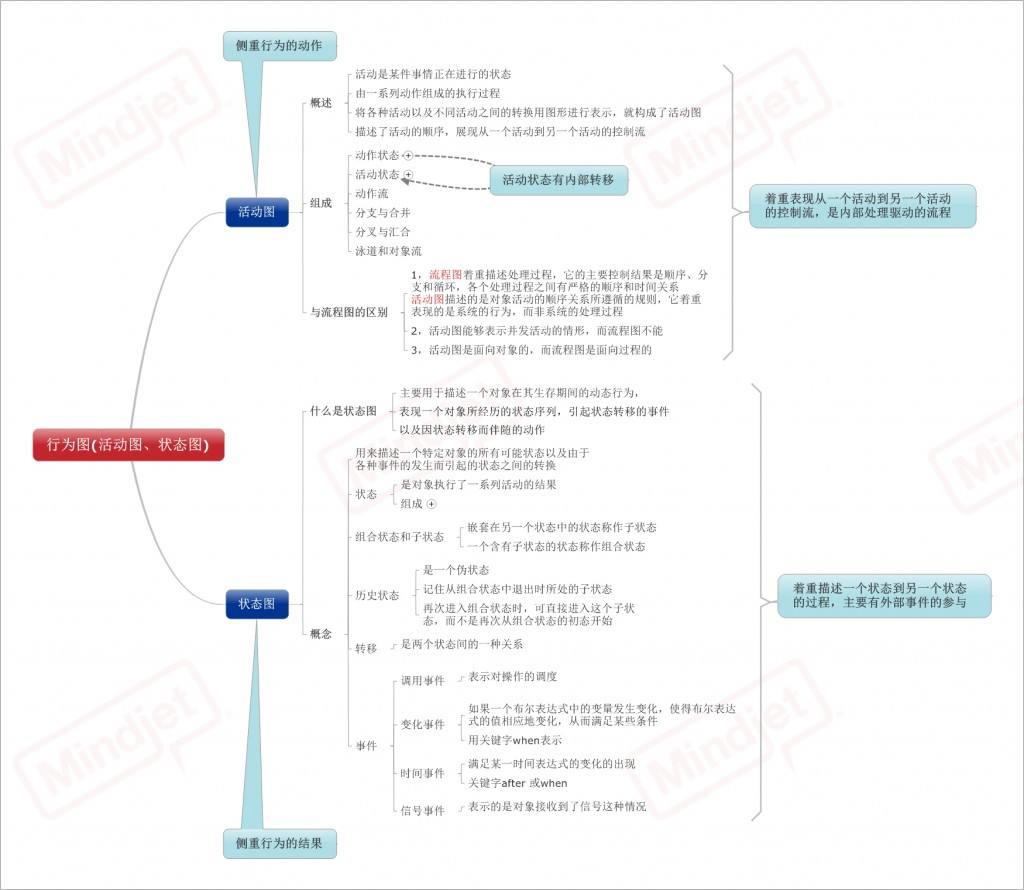 侧重行为的动作
活动图
概述
活动是某件事情正在进行的状态
由一系列动作组成的执行过程
将各种活动以及不同活动之间的转换用图形进行表示，就构成了活动图
描述了活动的顺序，展现从一个活动到另一个活动的控制流
组成
动作状态
活动状态
动作流
分支与合并
分叉与汇合
泳道和对象流
活动状态有内部转移
与流程图的区别
1，流程图着重描述处理过程，它的主要控制结果是顺序、分
支和循环，各个处理过程之间有严格的顺序和时间关系
活动图描述的是对象活动的顺序关系所遵循的规则，它着重
表现的是系统的行为，而非系统的处理过程
2，活动图能够表示并发活动的情形，而流程图不能
3，活动图是面向对象的，而流程图是面向过程的
着重表现从一个活动到另一个活动
的控制流，是内部处理驱动的流程
行为图(活动图、状态图)
状态图
什么是状态图
主要用于描述一个对象在其生存期间的动态行为，
表现一个对象所经历的状态序列，引起状态转移的事件
以及因状态转移而伴随的动作
概念
用来描述一个特定对象的所有可能状态以及由于
各种事件的发生而引起的状态之间的转换
状态
是对象执行了一系列活动的结果
组成
组合状态和子状态
嵌套在另一个状态中的状态称作子状态
一个含有子状态的状态称作组合状态
历史状态
是一个伪状态
记住从组合状态中退出时所处的子状态
再次进入组合状态时，可直接进入这个子状
态，而不是再次从组合状态的初态开始
转移
是两个状态间的一种关系
事件
调用事件
表示对操作的调度
变化事件
如果一个布尔表达式中的变量发生变化，使得布尔表达
式的值相应地变化，从而满足某些条件
用关键字when表示
时间事件
满足某一时间表达式的变化的出现
关键字after 或when
信号事件
表示的是对象接收到了信号这种情况
着重描述一个状态到另一个状态
的过程，主要有外部事件的参与
侧重行为的结果
Mindjet
Mindjet
Mindjet
Mindjet
Mindjet